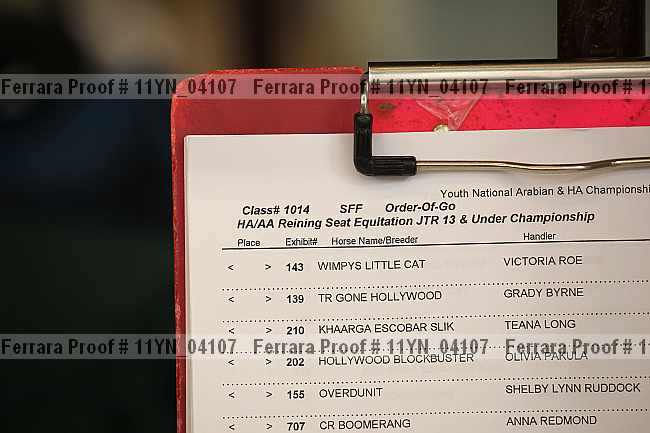 Ferrara Proof # 11YN_04107 Ferrara Proof # 11YN_04107 Ferrara Proof # 1
Youth National Arabian & HA Championshi
Class# 1014 SFF Order-Of-Go
HA/AA Reining Seat Equitation JTR 13 & Under Championship
Place Exhibit# Horse Name/Breeder Handler
< > 143 WIMPYS LITTLE CAT VICTORIA ROE
< > 139 TR GONE HOLLYWOOD GRADY BYRNE
< > 210 KHAARGA ESCOBAR SLIK TEANA LONG
Ferrara Proof # 11YN_04107 Ferrara Proof # 11YN_04107 Ferrara Proof # 1
< > 202 HOLLYWOOD BLOCKBUSTER OLIVIA PAKULA
< > 155 OVERDUNIT SHELBY LYNN RUDDOCK
< > 707 CR BOOMERANG ANNA REDMOND